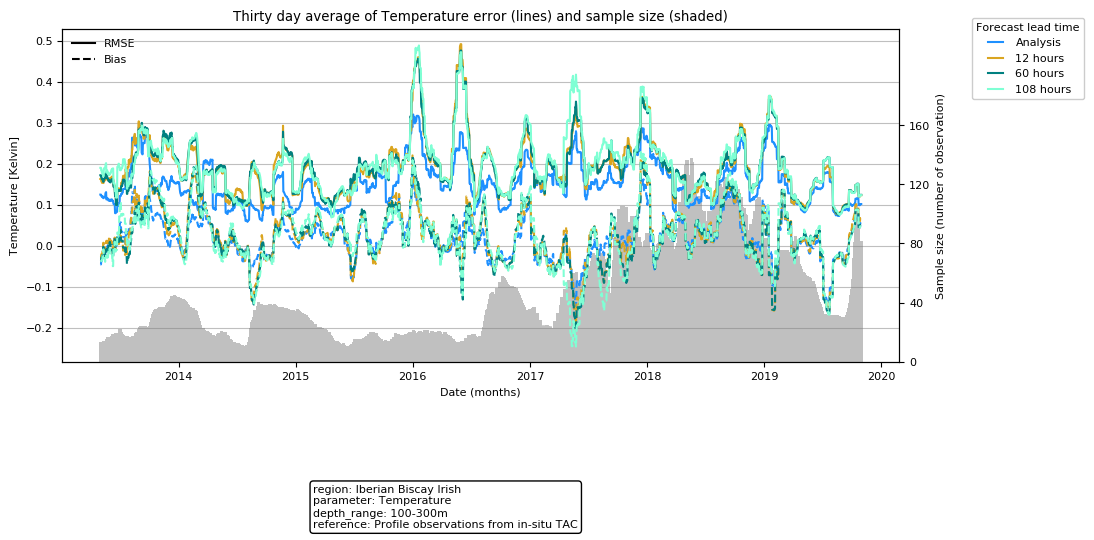 Thirty day average of Temperature error (lines) and sample size (shaded)
Forecast lead time
Analysis
12 hours
60 hours
108 hours
RMSE
Bias
0.5
0.4
0.3
0.2
0.1
0.0
−0.1
−0.2
Temperature [Kelvin]
160
120
80
40
0
Sample size (number of observation)
2014 2015 2016 2017 2018 2019 2020
Date (months)
region: Iberian Biscay Irish
parameter: Temperature
depth_range: 100-300m
reference: Profile observations from in-situ TAC